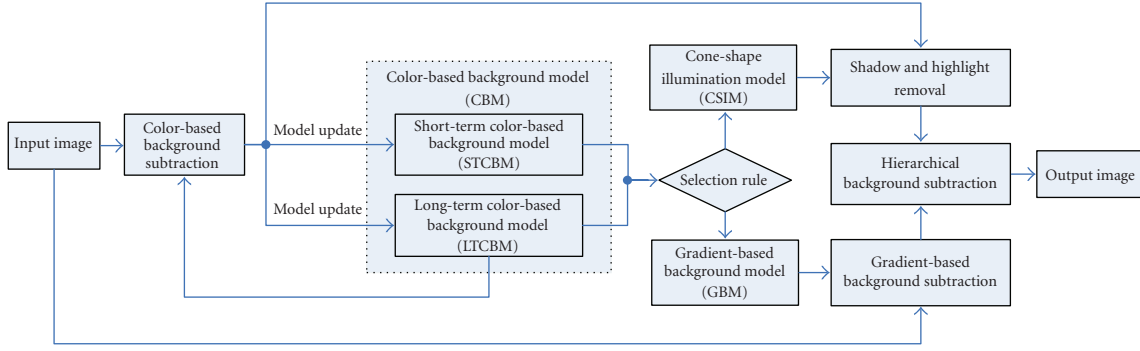 Input image
Color-based
background
subtraction
Model update
Model update
Color-based background model
(CBM)
Short-term color-based
background model
(STCBM)
Long-term color-based
background model
(LTCBM)
Selection rule
Cone-shape
illumination model
(CSIM)
Gradient-based
background model
(GBM)
Shadow and highlight
removal
Hierarchical
background subtraction
Gradient-based
background subtraction
Output image